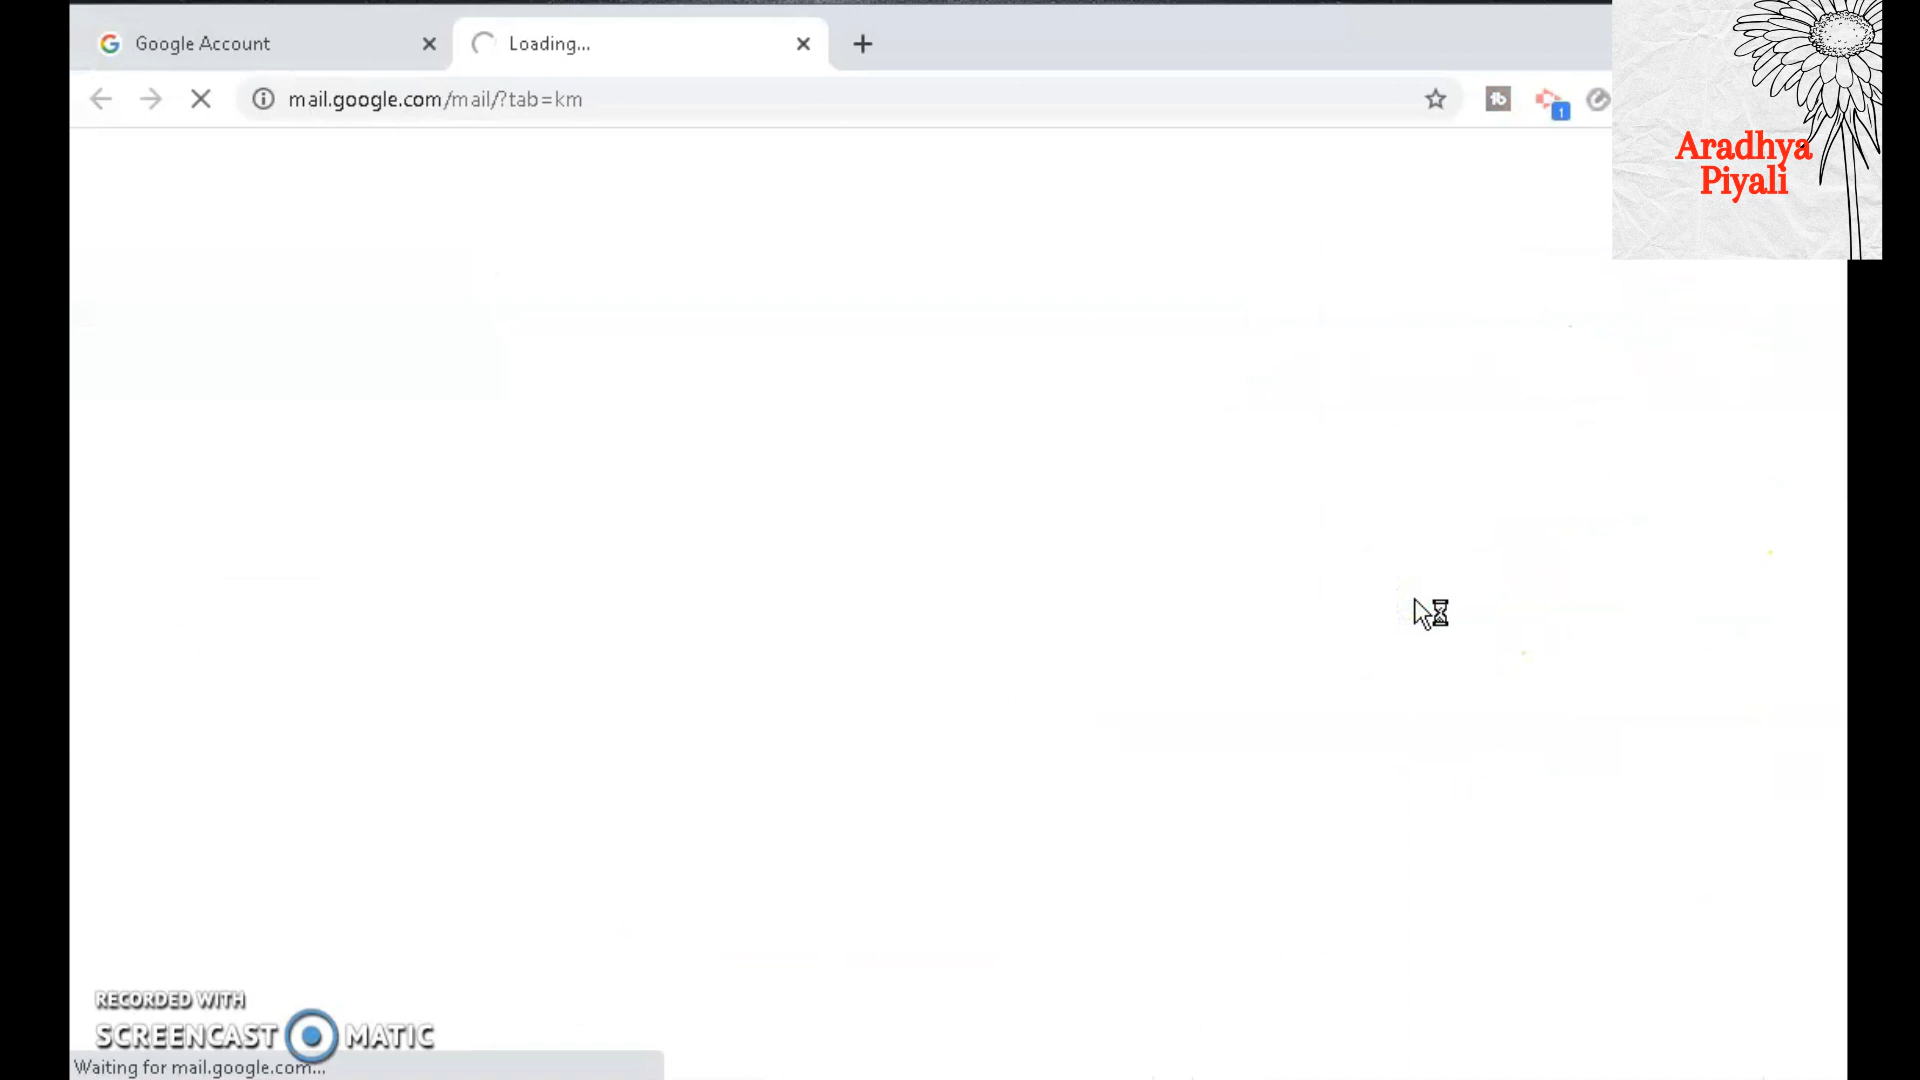 Google Account
Loading...
mail.google.com/mail/?tab=km
1
Aradhya
Piyali
RECORDED WITH
SCREENCAST MATIC
Waiting for mail.google.com...